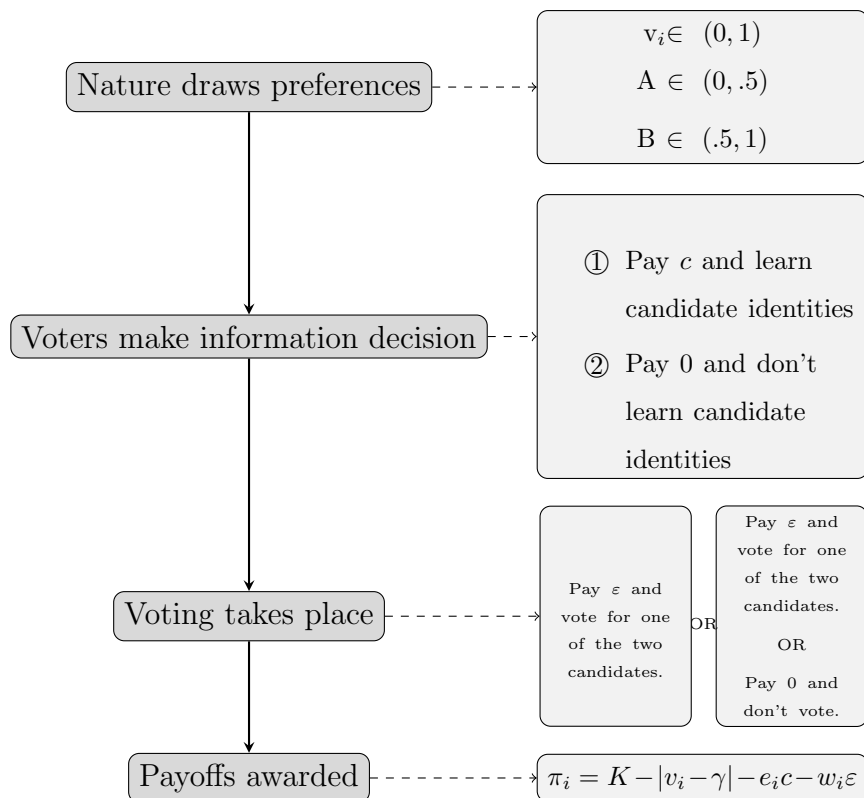 Nature draws preferences
v_i ∈ (0, 1)
A ∈ (0, .5)
B ∈ (.5, 1)
Voters make information decision
① Pay c and learn
candidate identities
② Pay 0 and don't
learn candidate
identities
Voting takes place
Pay ε and
vote for one
of the two
candidates.
OR
Pay ε and
vote for one
of the two
candidates.
OR
Pay 0 and
don't vote.
Payoffs awarded
π_i = K − |v_i − γ| − e_i c − w_i ε